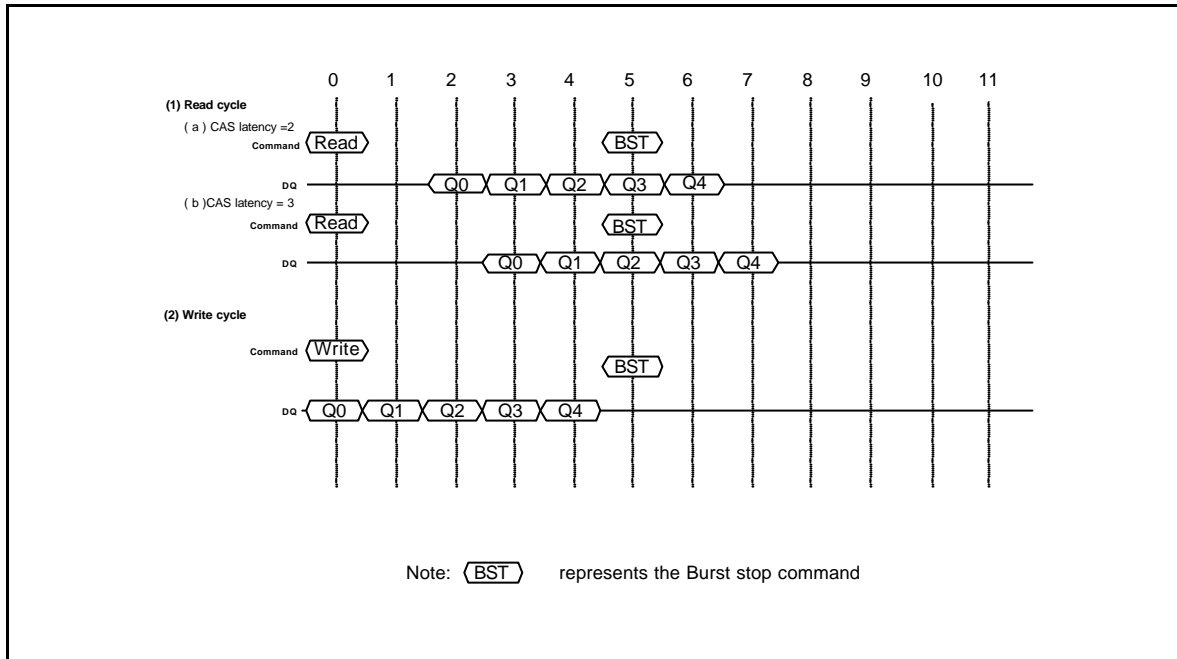 0 1 2 3 4 5 6 7 8 9 10 11
(1) Read cycle
( a ) CAS latency =2
Command Read BST
DQ Q0 Q1 Q2 Q3 Q4
( b )CAS latency = 3
Command Read BST
DQ Q0 Q1 Q2 Q3 Q4
(2) Write cycle
Command Write BST
DQ Q0 Q1 Q2 Q3 Q4
Note: BST represents the Burst stop command